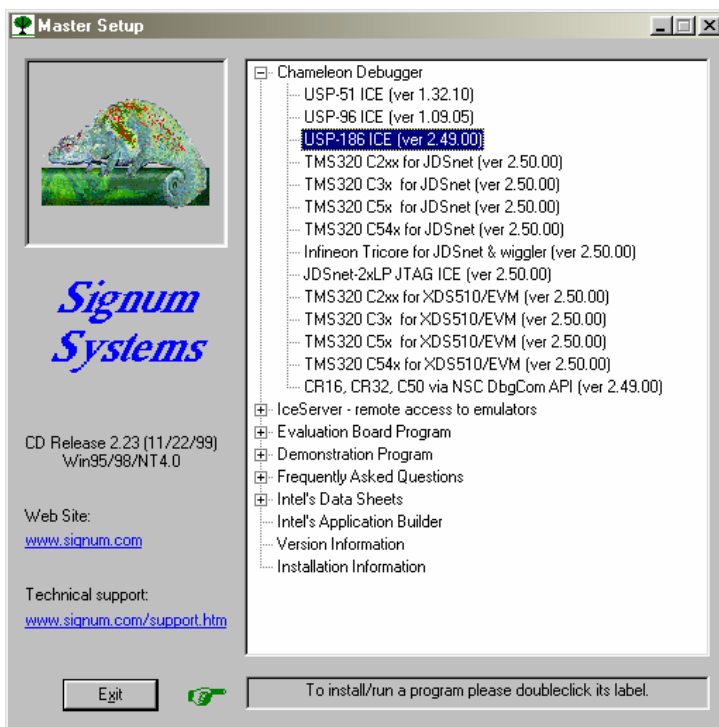 Master Setup
Chameleon Debugger
USP-51 ICE (ver 1.32.10)
USP-96 ICE (ver 1.09.05)
USP-186 ICE (ver 2.49.00)
TMS320 C2xx for JDSnet (ver 2.50.00)
TMS320 C3x  for JDSnet (ver 2.50.00)
TMS320 C5x  for JDSnet (ver 2.50.00)
TMS320 C54x for JDSnet (ver 2.50.00)
Infineon Tricore for JDSnet & wiggler (ver 2.50.00)
JDSnet-2xLP JTAG ICE (ver 2.50.00)
TMS320 C2xx for XDS510/EVM (ver 2.50.00)
TMS320 C3x  for XDS510/EVM (ver 2.50.00)
TMS320 C5x  for XDS510/EVM (ver 2.50.00)
TMS320 C54x for XDS510/EVM (ver 2.50.00)
CR16, CR32, C50 via NSC DbgCom API (ver 2.49.00)
IceServer - remote access to emulators
Evaluation Board Program
Demonstration Program
Frequently Asked Questions
Intel's Data Sheets
Intel's Application Builder
Version Information
Installation Information
Signum
Systems
CD Release 2.23 (11/22/99)
Win95/98/NT4.0
Web Site:
www.signum.com
Technical support:
www.signum.com/support.htm
Exit
To install/run a program please doubleclick its label.